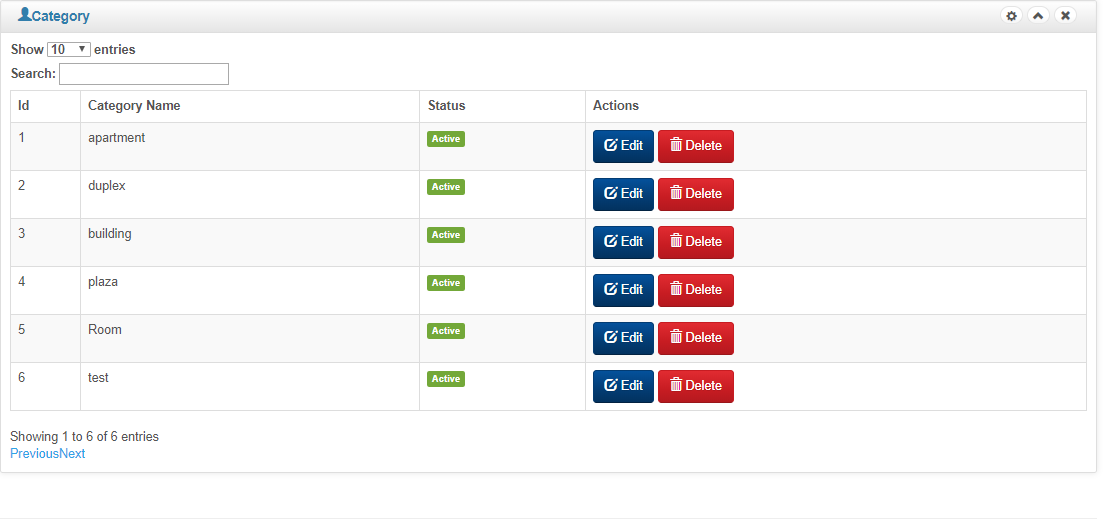 Category
Show 10 entries
Search:
Id Category Name Status Actions
1 apartment Active Edit Delete
2 duplex Active Edit Delete
3 building Active Edit Delete
4 plaza Active Edit Delete
5 Room Active Edit Delete
6 test Active Edit Delete
Showing 1 to 6 of 6 entries
PreviousNext